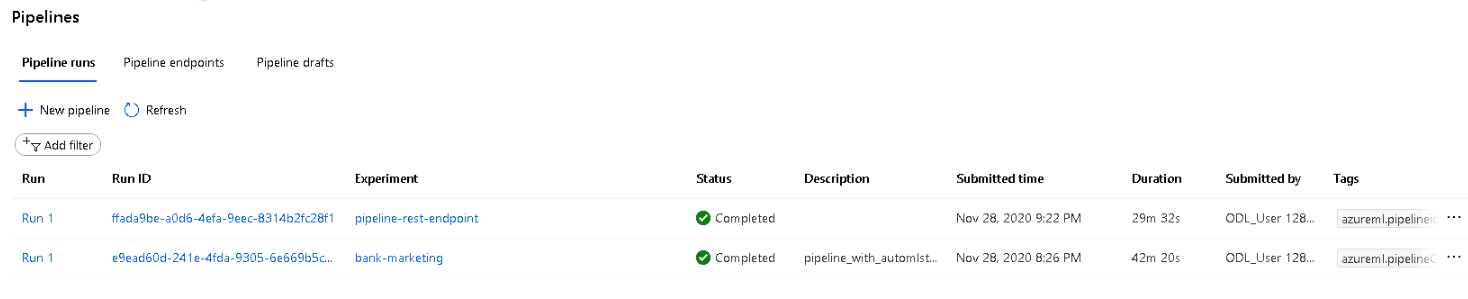 Pipelines
Pipeline runs Pipeline endpoints Pipeline drafts
New pipeline Refresh
Add filter
Run Run ID Experiment Status Description Submitted time Duration Submitted by Tags
Run 1 ffada9be-a0d6-4efa-9eec-8314b2fc28f1 pipeline-rest-endpoint Completed Nov 28, 2020 9:22 PM 29m 32s ODL_User 128... azureml.pipelineid ...
Run 1 e9ead60d-241e-4fda-9305-6e669b5c... bank-marketing Completed pipeline_with_automlst... Nov 28, 2020 8:26 PM 42m 20s ODL_User 128... azureml.pipelineC ...